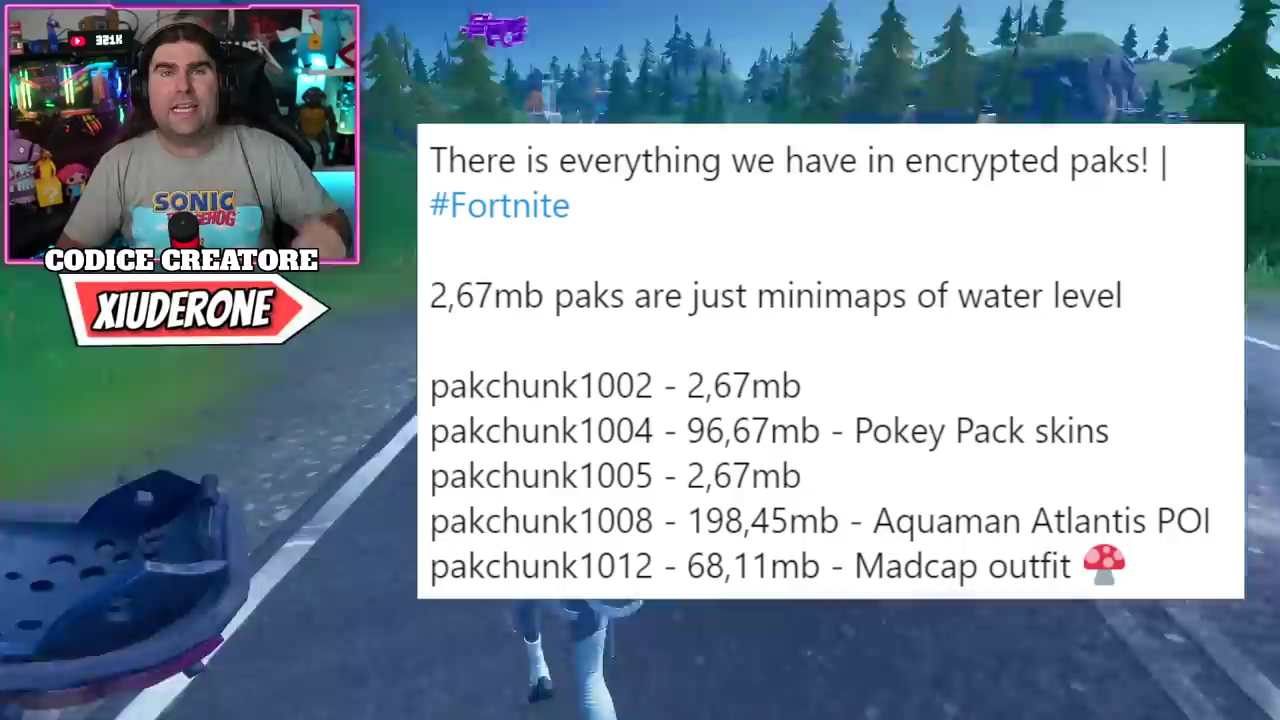 321K
SONIC
CODICE CREATORE
XIUDERONE
There is everything we have in encrypted paks! |
#Fortnite
2,67mb paks are just minimaps of water level
pakchunk1002 - 2,67mb
pakchunk1004 - 96,67mb - Pokey Pack skins
pakchunk1005 - 2,67mb
pakchunk1008 - 198,45mb - Aquaman Atlantis POI
pakchunk1012 - 68,11mb - Madcap outfit 🍄